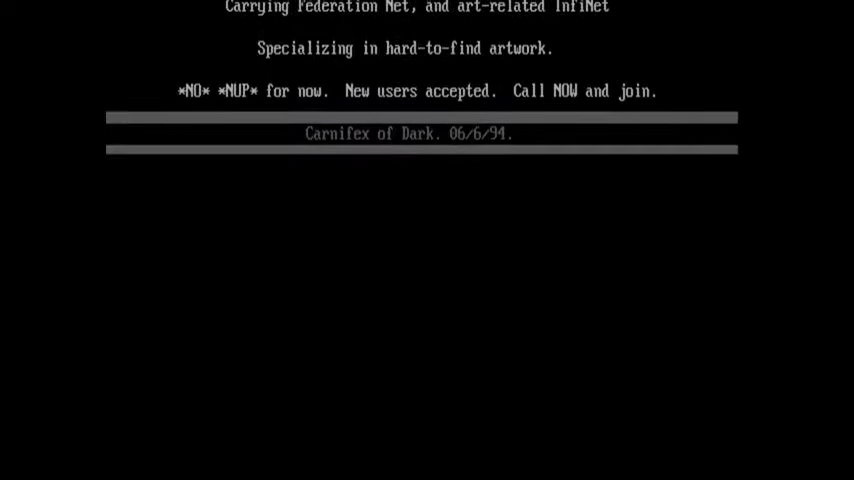 Carrying Federation Net, and art-related InfiNet
Specializing in hard-to-find artwork.
*NO* *NUP* for now.  New users accepted.  Call NOW and join.
Carnifex of Dark. 06/6/94.